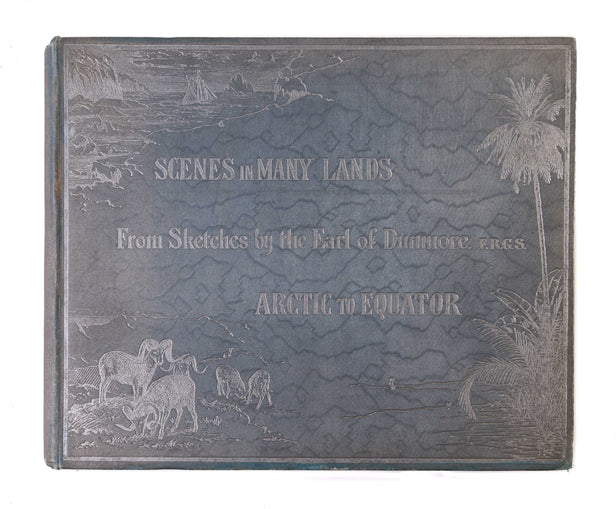 SCENES IN MANY LANDS
From Sketches by the Earl of Dunmore. F.R.G.S.
ARCTIC TO EQUATOR